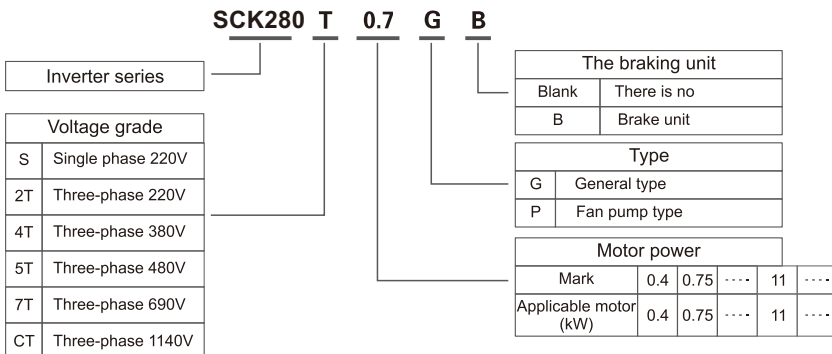 SCK280 T 0.7 G B
Inverter series
Voltage grade
S Single phase 220V
2T Three-phase 220V
4T Three-phase 380V
5T Three-phase 480V
7T Three-phase 690V
CT Three-phase 1140V
The braking unit
Blank There is no
B Brake unit
Type
G General type
P Fan pump type
Motor power
Mark 0.4 0.75 ---- 11 ----
Applicable motor
(kW) 0.4 0.75 ---- 11 ----